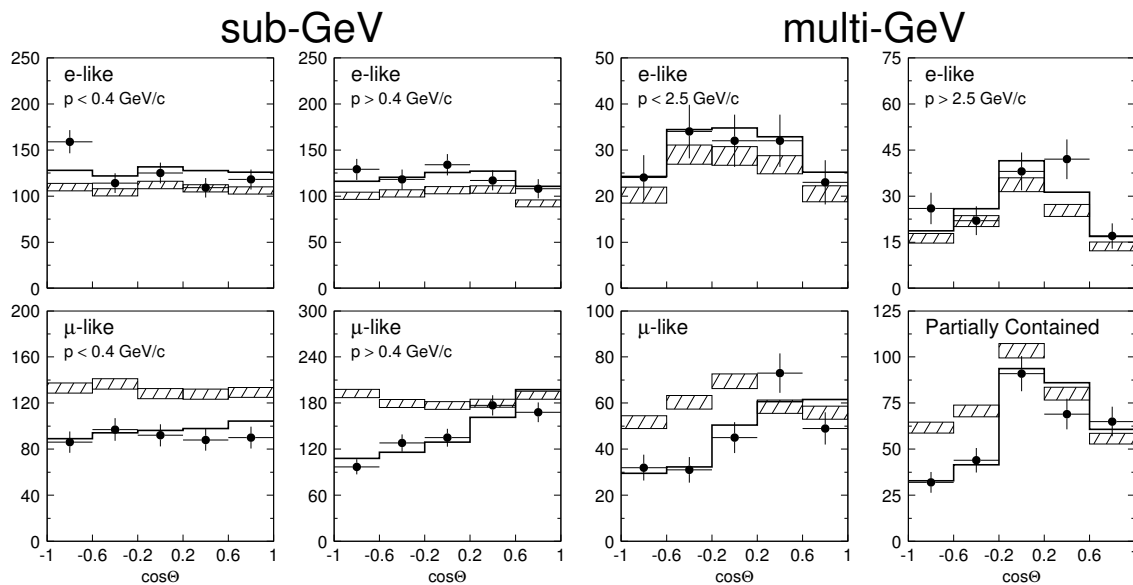 sub-GeV
multi-GeV
250
200
150
100
50
0
e-like
p < 0.4 GeV/c
250
200
150
100
50
0
e-like
p > 0.4 GeV/c
50
40
30
20
10
0
e-like
p < 2.5 GeV/c
75
60
45
30
15
0
e-like
p > 2.5 GeV/c
200
160
120
80
40
0
μ-like
p < 0.4 GeV/c
-1 -0.6 -0.2 0.2 0.6 1
cosΘ
300
240
180
120
60
0
μ-like
p > 0.4 GeV/c
-1 -0.6 -0.2 0.2 0.6 1
cosΘ
100
80
60
40
20
0
μ-like
-1 -0.6 -0.2 0.2 0.6 1
cosΘ
125
100
75
50
25
0
Partially Contained
-1 -0.6 -0.2 0.2 0.6 1
cosΘ